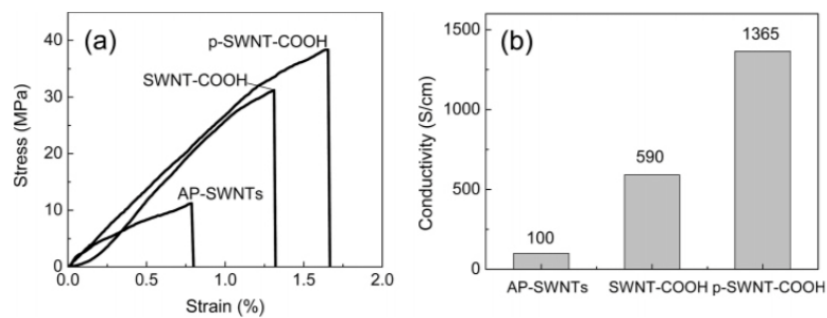 (a)
p-SWNT-COOH
SWNT-COOH
AP-SWNTs
Stress (MPa)
40
30
20
10
0
0.0 0.5 1.0 1.5 2.0
Strain (%)
(b)
1365
590
100
Conductivity (S/cm)
1500
1000
500
0
AP-SWNTs SWNT-COOH p-SWNT-COOH